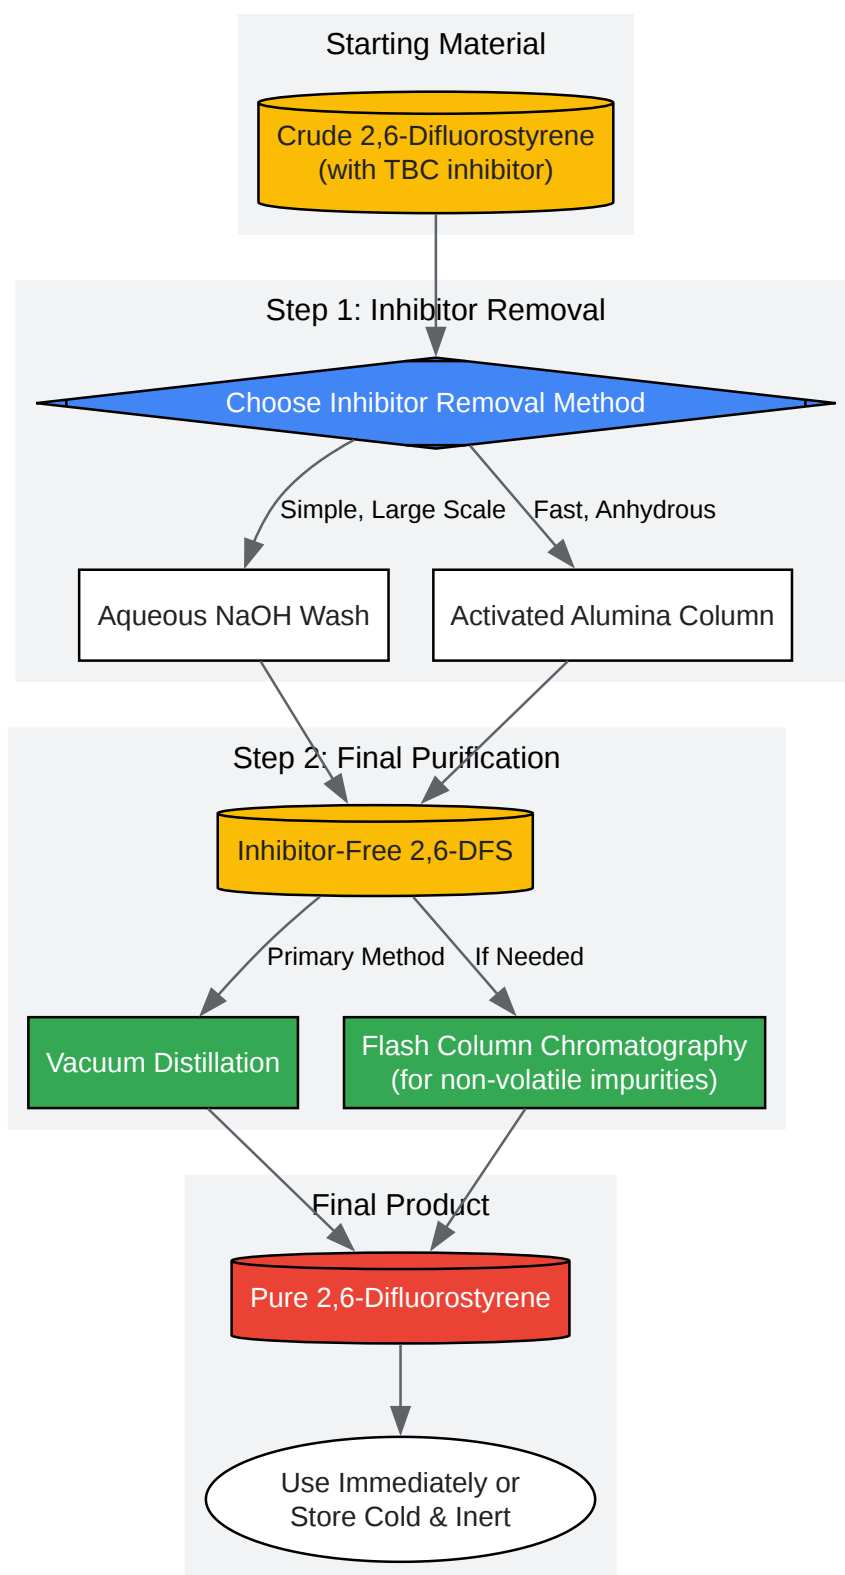 Starting Material
Crude 2,6-Difluorostyrene
(with TBC inhibitor)
Step 1: Inhibitor Removal
Choose Inhibitor Removal Method
Simple, Large Scale
Fast, Anhydrous
Aqueous NaOH Wash
Activated Alumina Column
Step 2: Final Purification
Inhibitor-Free 2,6-DFS
Primary Method
If Needed
Vacuum Distillation
Flash Column Chromatography
(for non-volatile impurities)
Final Product
Pure 2,6-Difluorostyrene
Use Immediately or
Store Cold & Inert